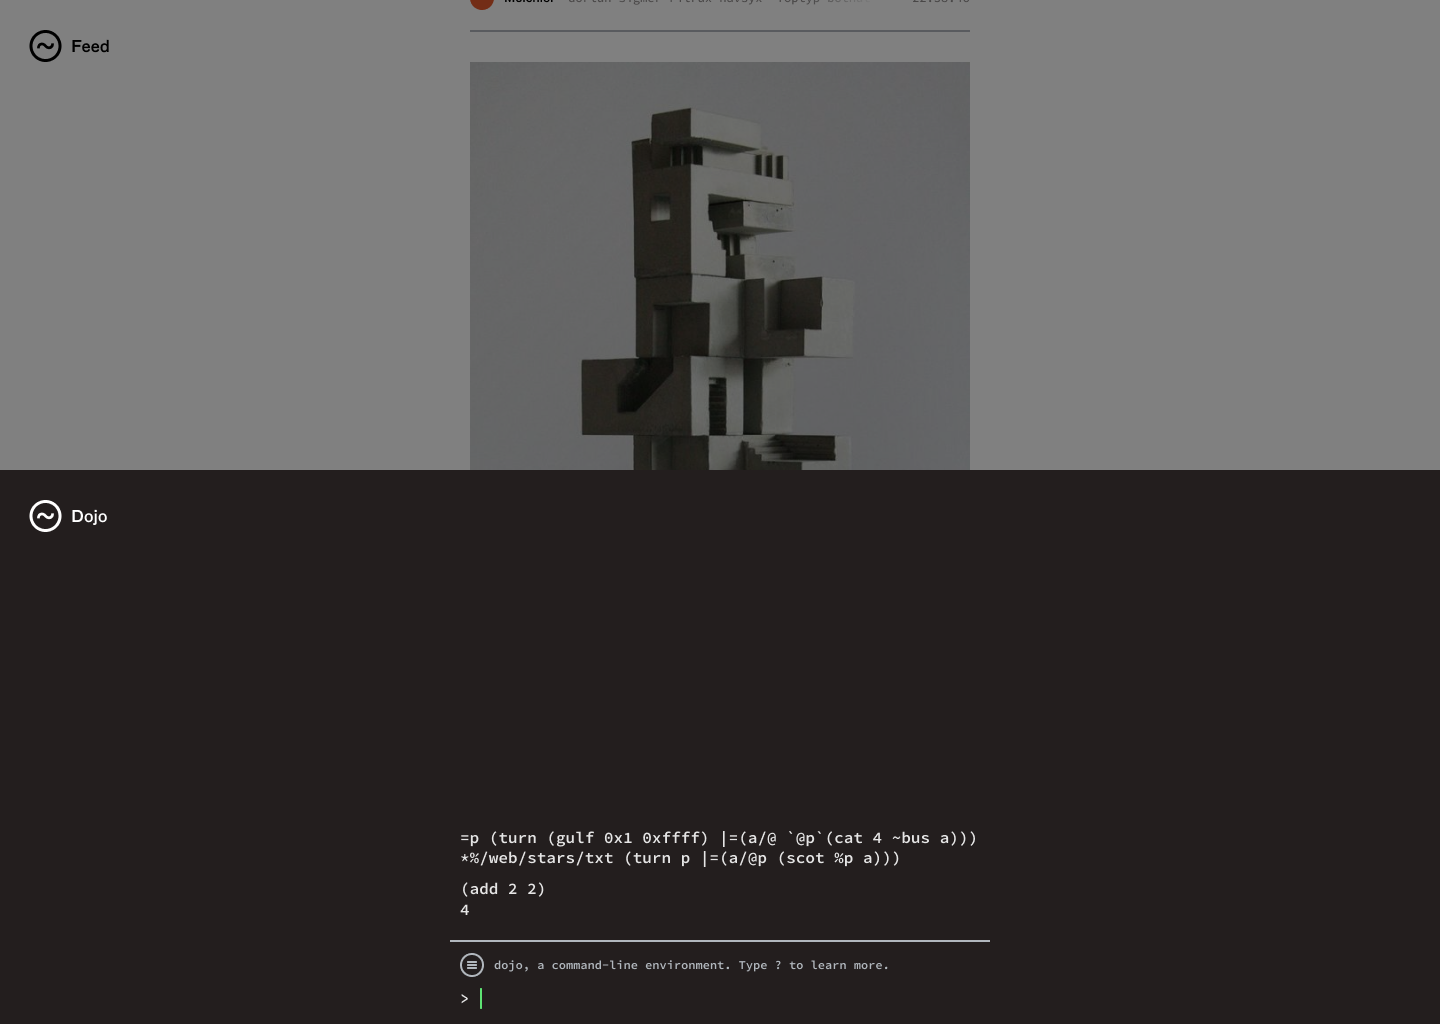 Feed
Dojo
=p (turn (gulf 0x1 0xffff) |=(a/@ `@p`(cat 4 ~bus a)))
*%/web/stars/txt (turn p |=(a/@p (scot %p a)))
(add 2 2)
4
dojo, a command-line environment. Type ? to learn more.
>